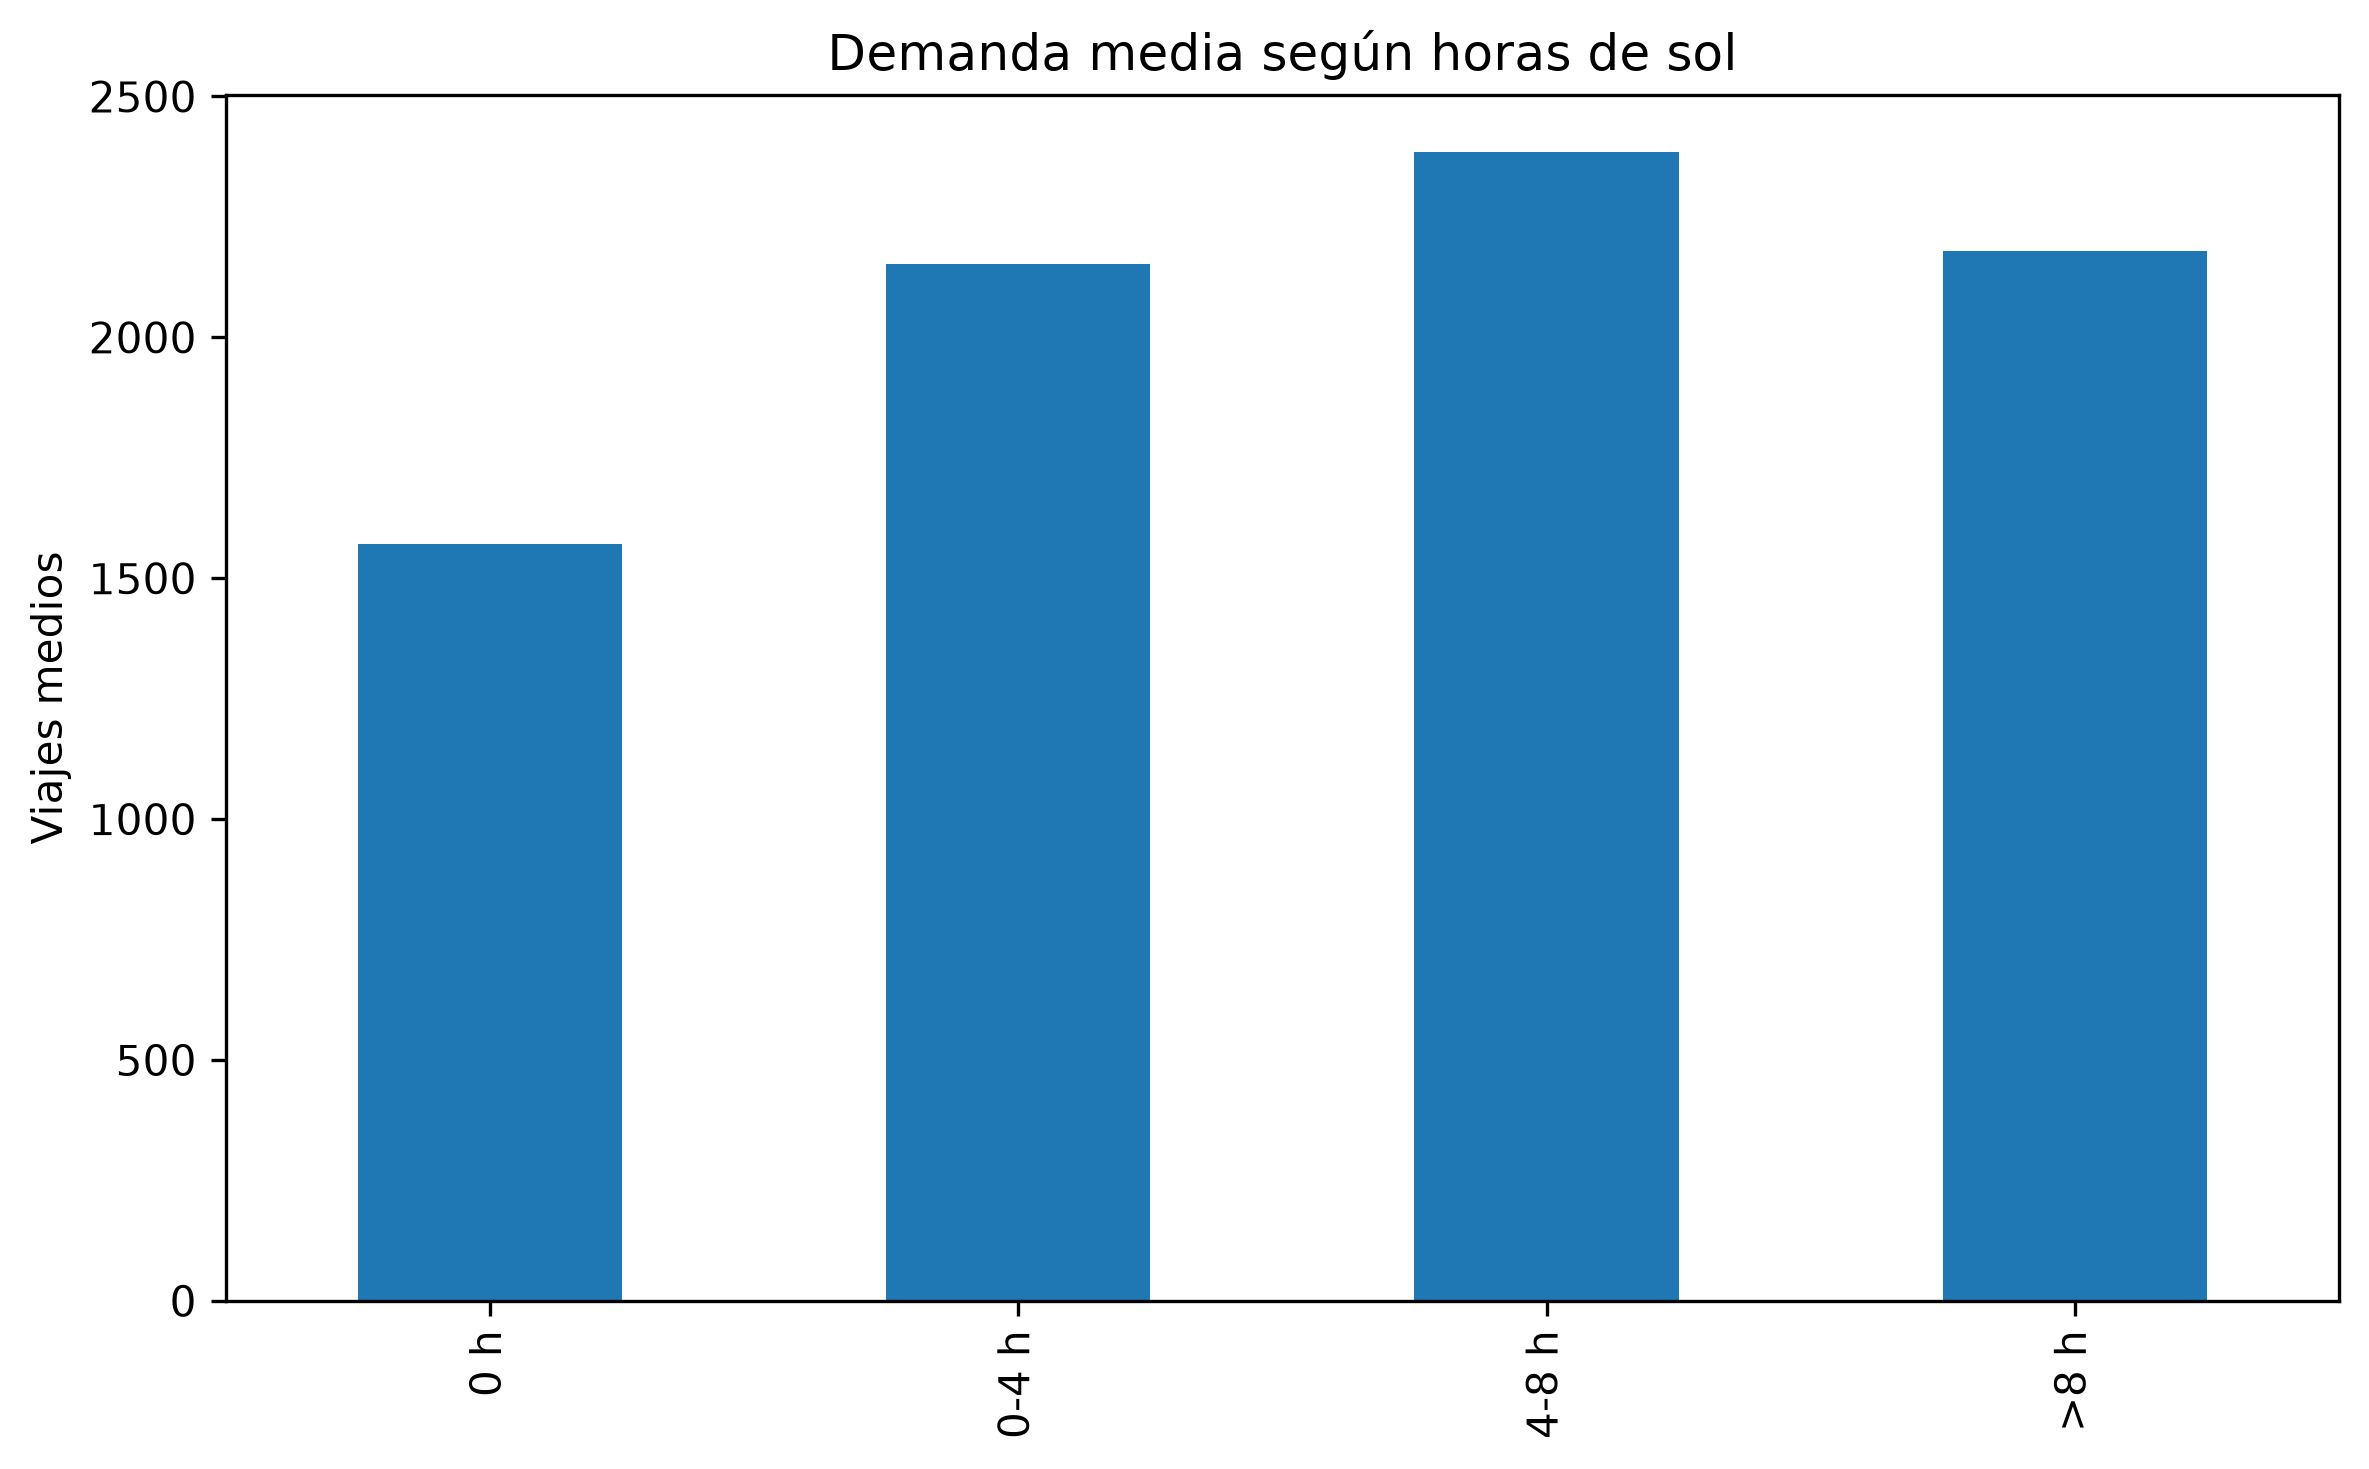 Demanda media según horas de sol
Viajes medios
2500
2000
1500
1000
500
0
0 h
0-4 h
4-8 h
>8 h